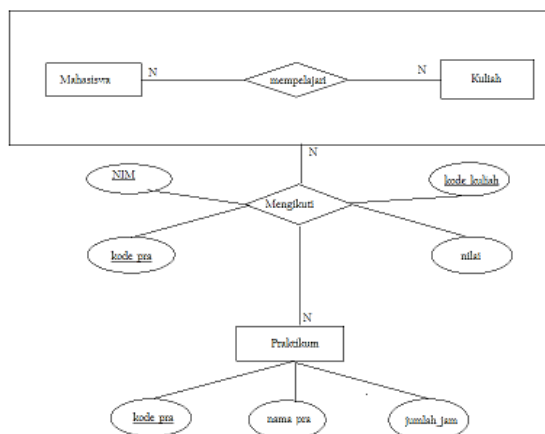 Mahasiswa
N
mempelajari
N
Kuliah
N
NIM
kode kuliah
Mengikuti
kode pra
nilai
N
Praktikum
kode pra
nama pra
jumlah jam